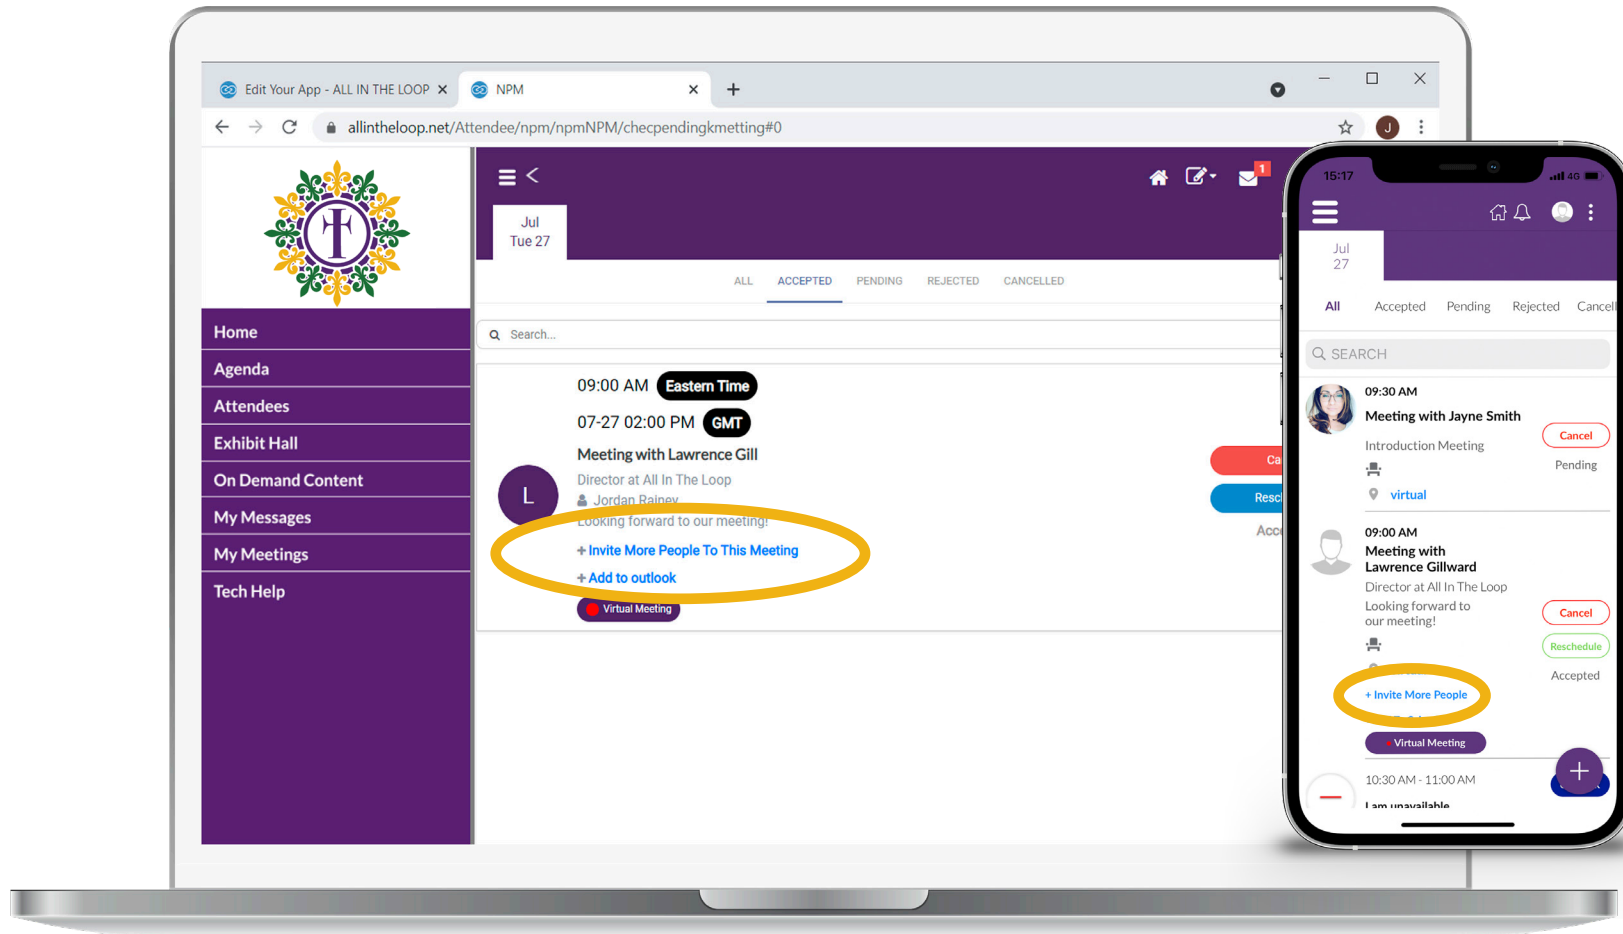 Edit Your App - ALL IN THE LOOP
NPM
allintheloop.net/Attendee/npm/npmNPM/checpendingkmetting#0
J
T
Home
Agenda
Attendees
Exhibit Hall
On Demand Content
My Messages
My Meetings
Tech Help
1
Jul
Tue 27
ALL
ACCEPTED
PENDING
REJECTED
CANCELLED
Search...
09:00 AM Eastern Time
07-27 02:00 PM GMT
Meeting with Lawrence Gill
L
Director at All In The Loop
Jordan Rainey
Looking forward to our meeting!
+ Invite More People To This Meeting
+ Add to outlook
Virtual Meeting
Ca
Resc
Acc
15:17
4G
Jul
27
All
Accepted
Pending
Rejected
Cancell
SEARCH
09:30 AM
Meeting with Jayne Smith
Introduction Meeting
virtual
Cancel
Pending
09:00 AM
Meeting with
Lawrence Gillward
Director at All In The Loop
Looking forward to
our meeting!
Cancel
Reschedule
Accepted
+ Invite More People
Virtual Meeting
10:30 AM - 11:00 AM
I am unavailable